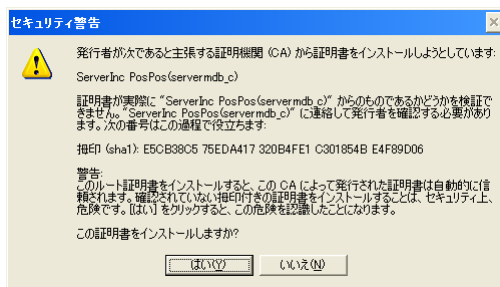 セキュリティ警告
発行者が次であると主張する証明機関 (CA) から証明書をインストールしようとしています:
ServerInc PosPos(servermdb_c)
証明書が実際に “ServerInc PosPos(servermdb_c)” からのものであるかどうかを検証で
きません。“ServerInc PosPos(servermdb_c)” に連絡して発行者を確認する必要があり
ます。次の番号はこの過程で役立ちます:
拇印 (sha1): E5CB38C5 75EDA417 320B4FE1 C301854B E4F89D06
警告:
このルート証明書をインストールすると、この CA によって発行された証明書は自動的に信
頼されます。確認されていない拇印付きの証明書をインストールすることは、セキュリティ上、
危険です。[はい] をクリックすると、この危険を認識したことになります。
この証明書をインストールしますか?
はい(Y)
いいえ(N)